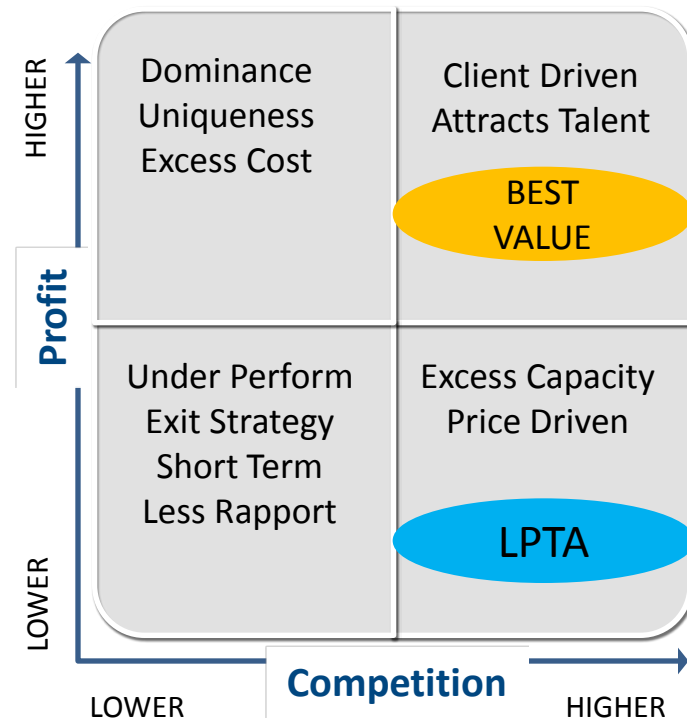 HIGHER
Profit
LOWER
Dominance
Uniqueness
Excess Cost
Client Driven
Attracts Talent
BEST
VALUE
Under Perform
Exit Strategy
Short Term
Less Rapport
Excess Capacity
Price Driven
LPTA
LOWER
Competition
HIGHER